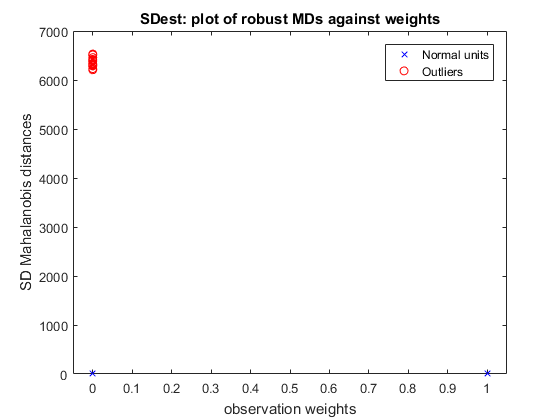 SDest: plot of robust MDs against weights
7000
6000
5000
4000
3000
2000
1000
0
SD Mahalanobis distances
Normal units
Outliers
0 0.1 0.2 0.3 0.4 0.5 0.6 0.7 0.8 0.9 1
observation weights